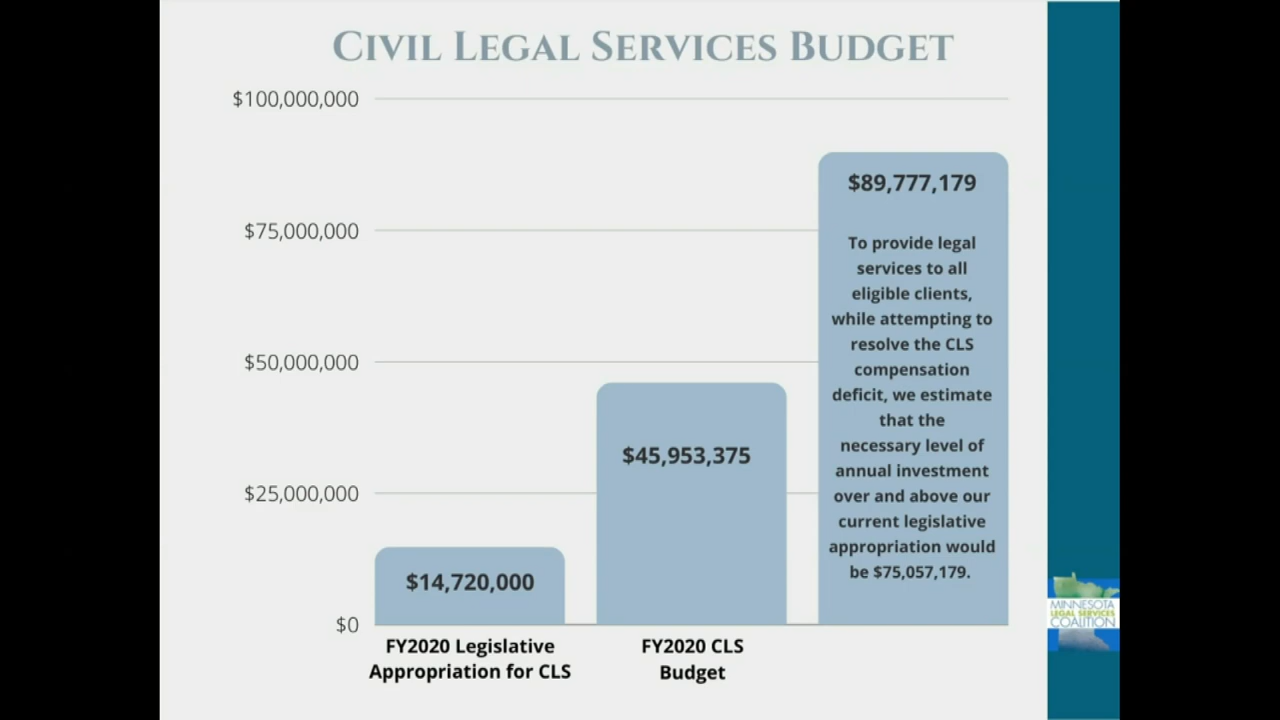 CIVIL LEGAL SERVICES BUDGET
$100,000,000
$75,000,000
$50,000,000
$25,000,000
$0
$14,720,000
FY2020 Legislative
Appropriation for CLS
$45,953,375
FY2020 CLS
Budget
$89,777,179
To provide legal
services to all
eligible clients,
while attempting to
resolve the CLS
compensation
deficit, we estimate
that the
necessary level of
annual investment
over and above our
current legislative
appropriation would
be $75,057,179.
MINNESOTA
LEGAL SERVICES
COALITION